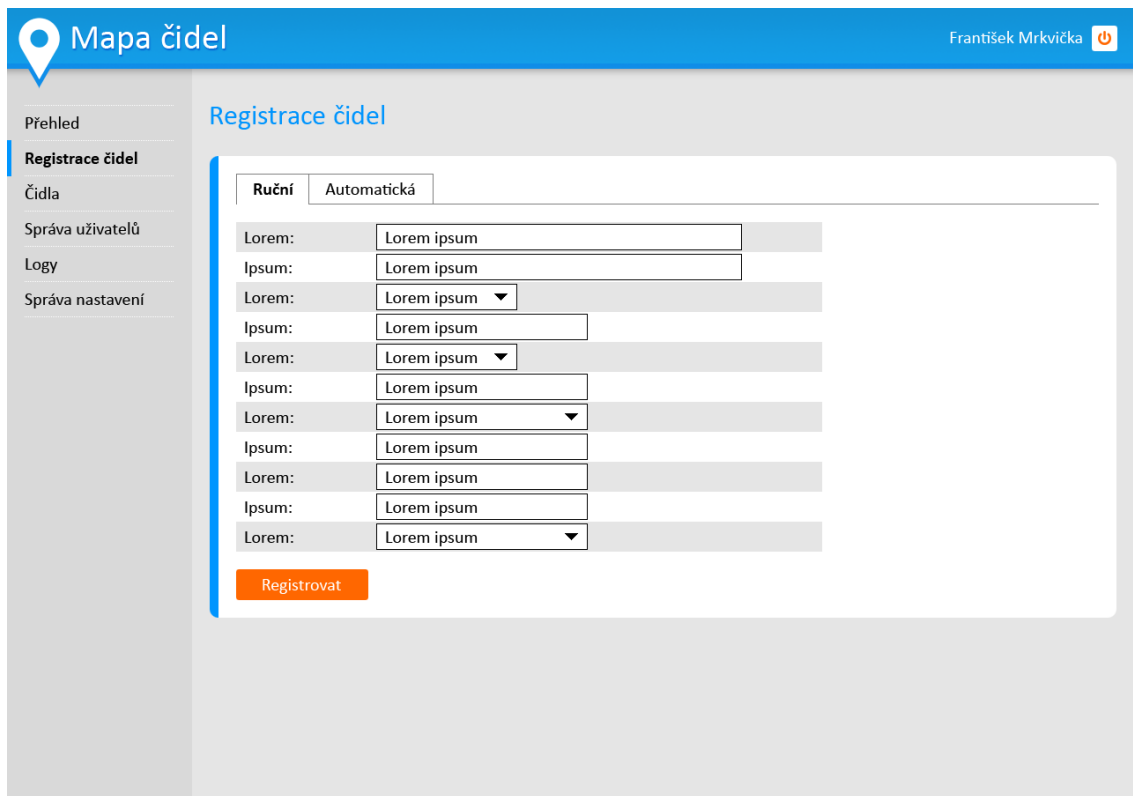 Mapa čidel
František Mrkvička
Přehled
Registrace čidel
Čidla
Správa uživatelů
Logy
Správa nastavení
Registrace čidel
Ruční Automatická
Lorem: Lorem ipsum
Ipsum: Lorem ipsum
Lorem: Lorem ipsum
Ipsum: Lorem ipsum
Lorem: Lorem ipsum
Ipsum: Lorem ipsum
Lorem: Lorem ipsum
Ipsum: Lorem ipsum
Lorem: Lorem ipsum
Ipsum: Lorem ipsum
Lorem: Lorem ipsum
Registrovat